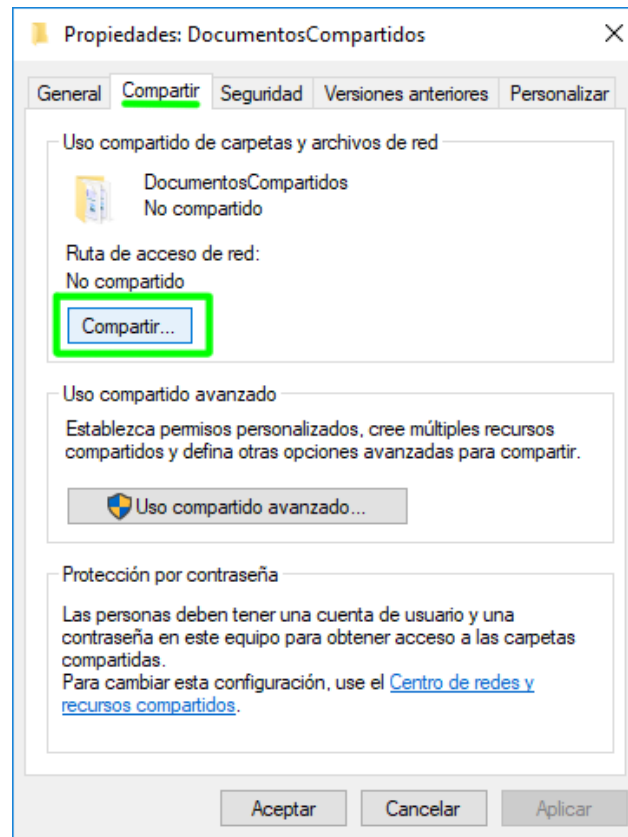 Propiedades: DocumentosCompartidos
General Compartir Seguridad Versiones anteriores Personalizar
Uso compartido de carpetas y archivos de red
DocumentosCompartidos
No compartido
Ruta de acceso de red:
No compartido
Compartir...
Uso compartido avanzado
Establezca permisos personalizados, cree múltiples recursos
compartidos y defina otras opciones avanzadas para compartir.
Uso compartido avanzado...
Protección por contraseña
Las personas deben tener una cuenta de usuario y una
contraseña en este equipo para obtener acceso a las carpetas
compartidas.
Para cambiar esta configuración, use el Centro de redes y
recursos compartidos.
Aceptar Cancelar Aplicar